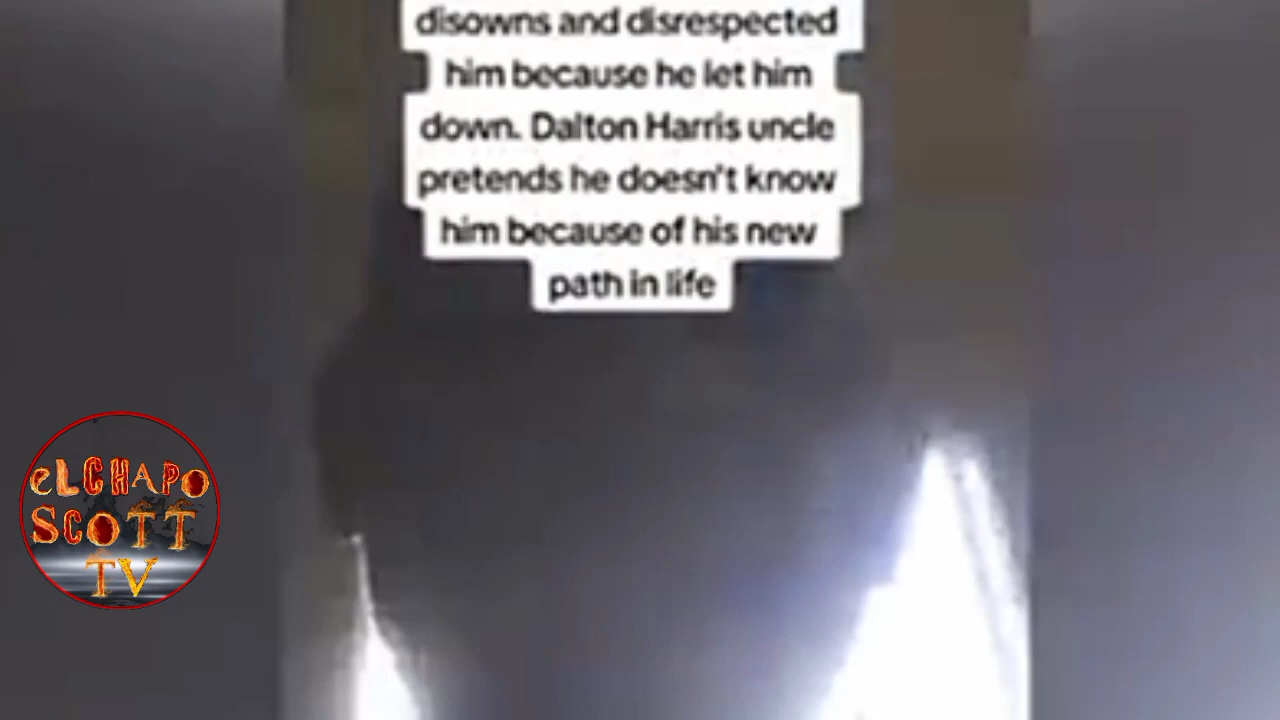 disowns and disrespected
him because he let him
down. Dalton Harris uncle
pretends he doesn't know
him because of his new
path in life
eLCHAPO
SCOTT
TV